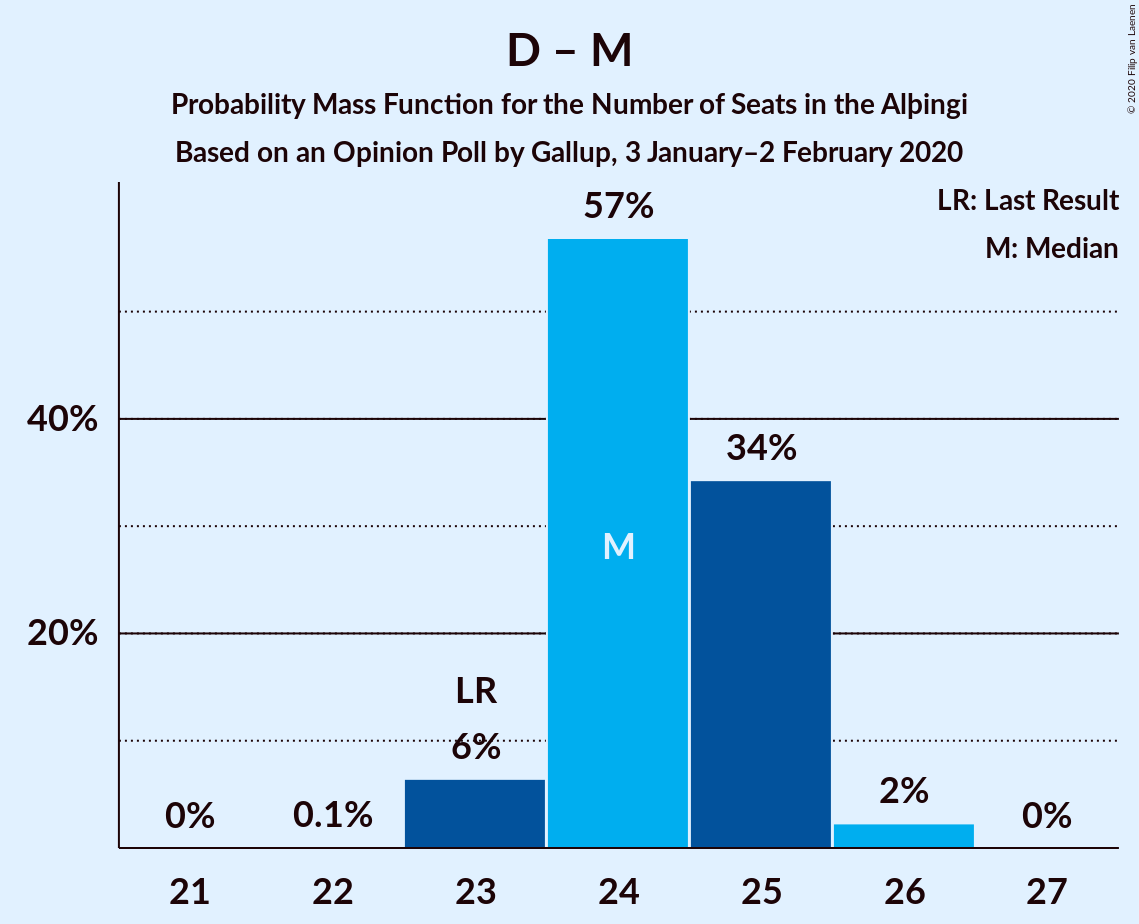 D – M
Probability Mass Function for the Number of Seats in the Alþingi
Based on an Opinion Poll by Gallup, 3 January–2 February 2020
© 2020 Filip van Laenen
LR: Last Result
M: Median
57%
40%
34%
M
20%
LR
6%
0%
0.1%
2%
0%
21
22
23
24
25
26
27